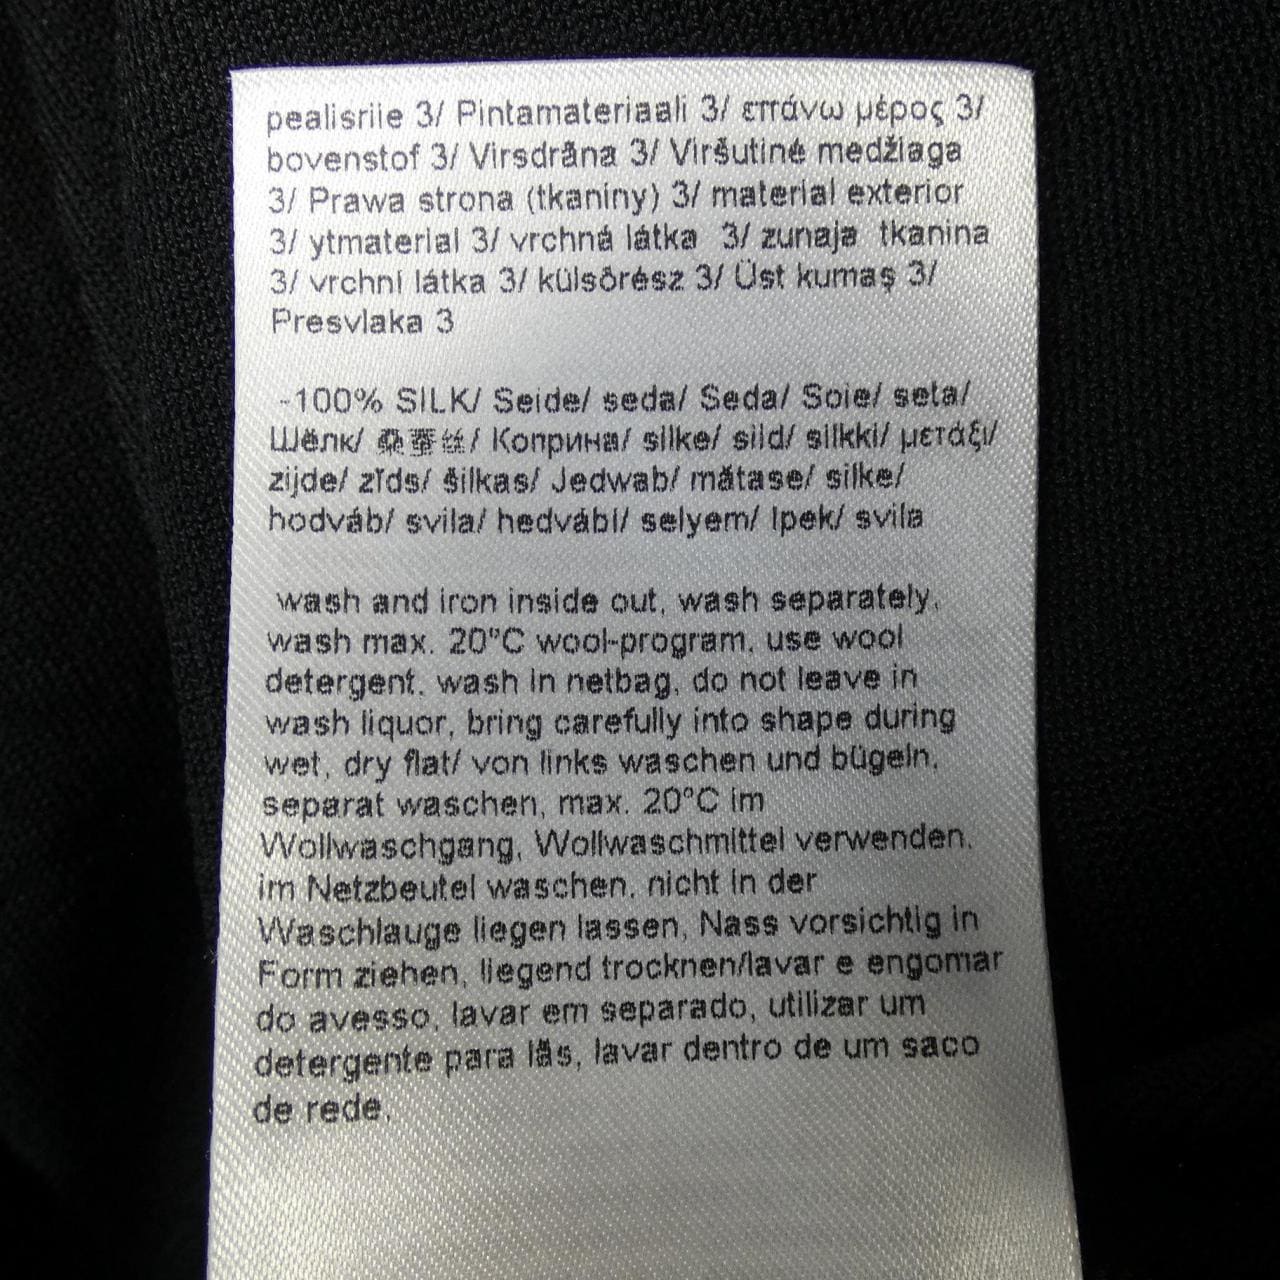 pealisriie 3/ Pintamateriaali 3/ επάνω μέρος 3/
bovenstof 3/ Virsdrāna 3/ Viršutinė medžiaga
3/ Prawa strona (tkaniny) 3/ material exterior
3/ ytmaterial 3/ vrchná látka 3/ zunaja tkanina
3/ vrchní látka 3/ külsőrész 3/ Üst kumaş 3/
Presvlaka 3
-100% SILK/ Seide/ seda/ Seda/ Soie/ seta/
Шёлк/ 桑蚕丝/ Коприна/ silke/ siid/ silkki/ μετάξι/
zijde/ zīds/ šilkas/ Jedwab/ mătase/ silke/
hodváb/ svila/ hedvábí/ selyem/ Ipek/ svila
wash and iron inside out, wash separately,
wash max. 20°C wool-program, use wool
detergent, wash in netbag, do not leave in
wash liquor, bring carefully into shape during
wet, dry flat/ von links waschen und bügeln,
separat waschen, max. 20°C im
Wollwaschgang, Wollwaschmittel verwenden,
im Netzbeutel waschen, nicht in der
Waschlauge liegen lassen, Nass vorsichtig in
Form ziehen, liegend trocknen/lavar e engomar
do avesso, lavar em separado, utilizar um
detergente para lãs, lavar dentro de um saco
de rede,